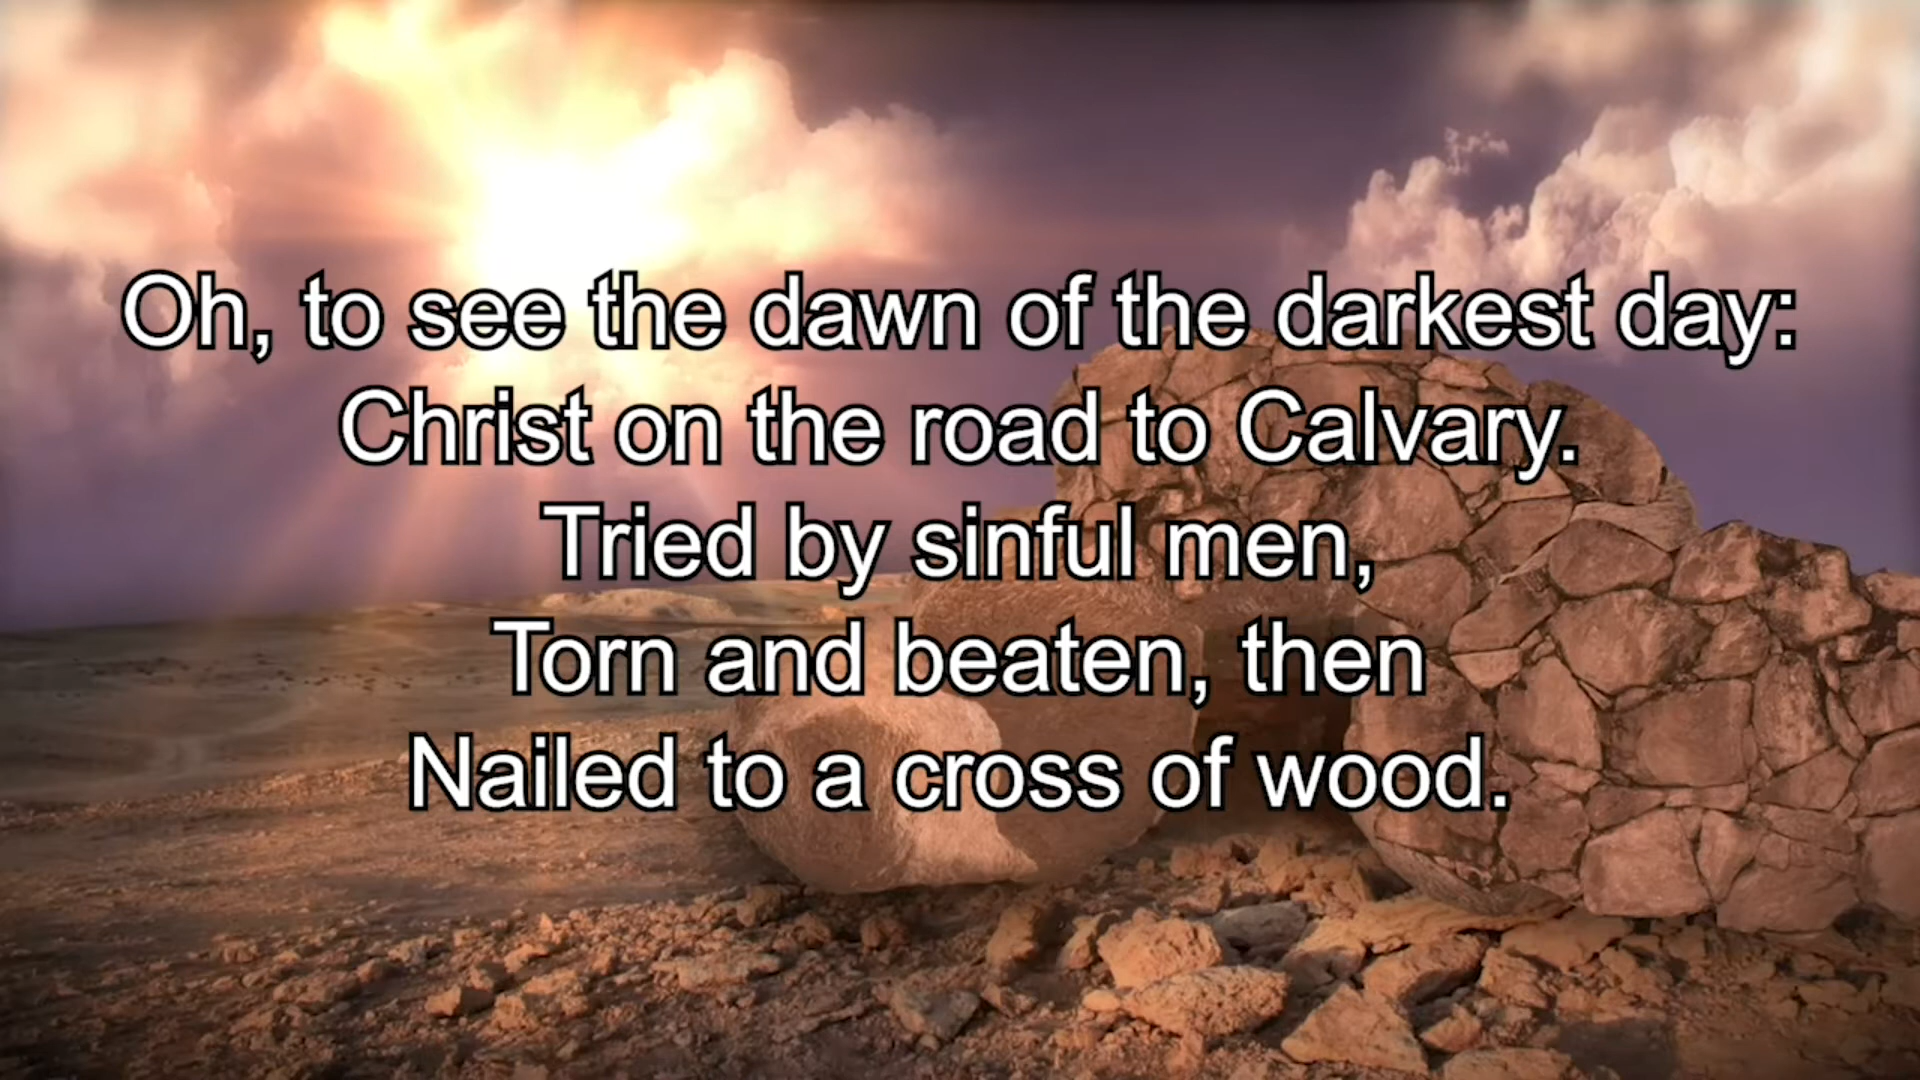 Oh, to see the dawn of the darkest day:
Christ on the road to Calvary.
Tried by sinful men,
Torn and beaten, then
Nailed to a cross of wood.